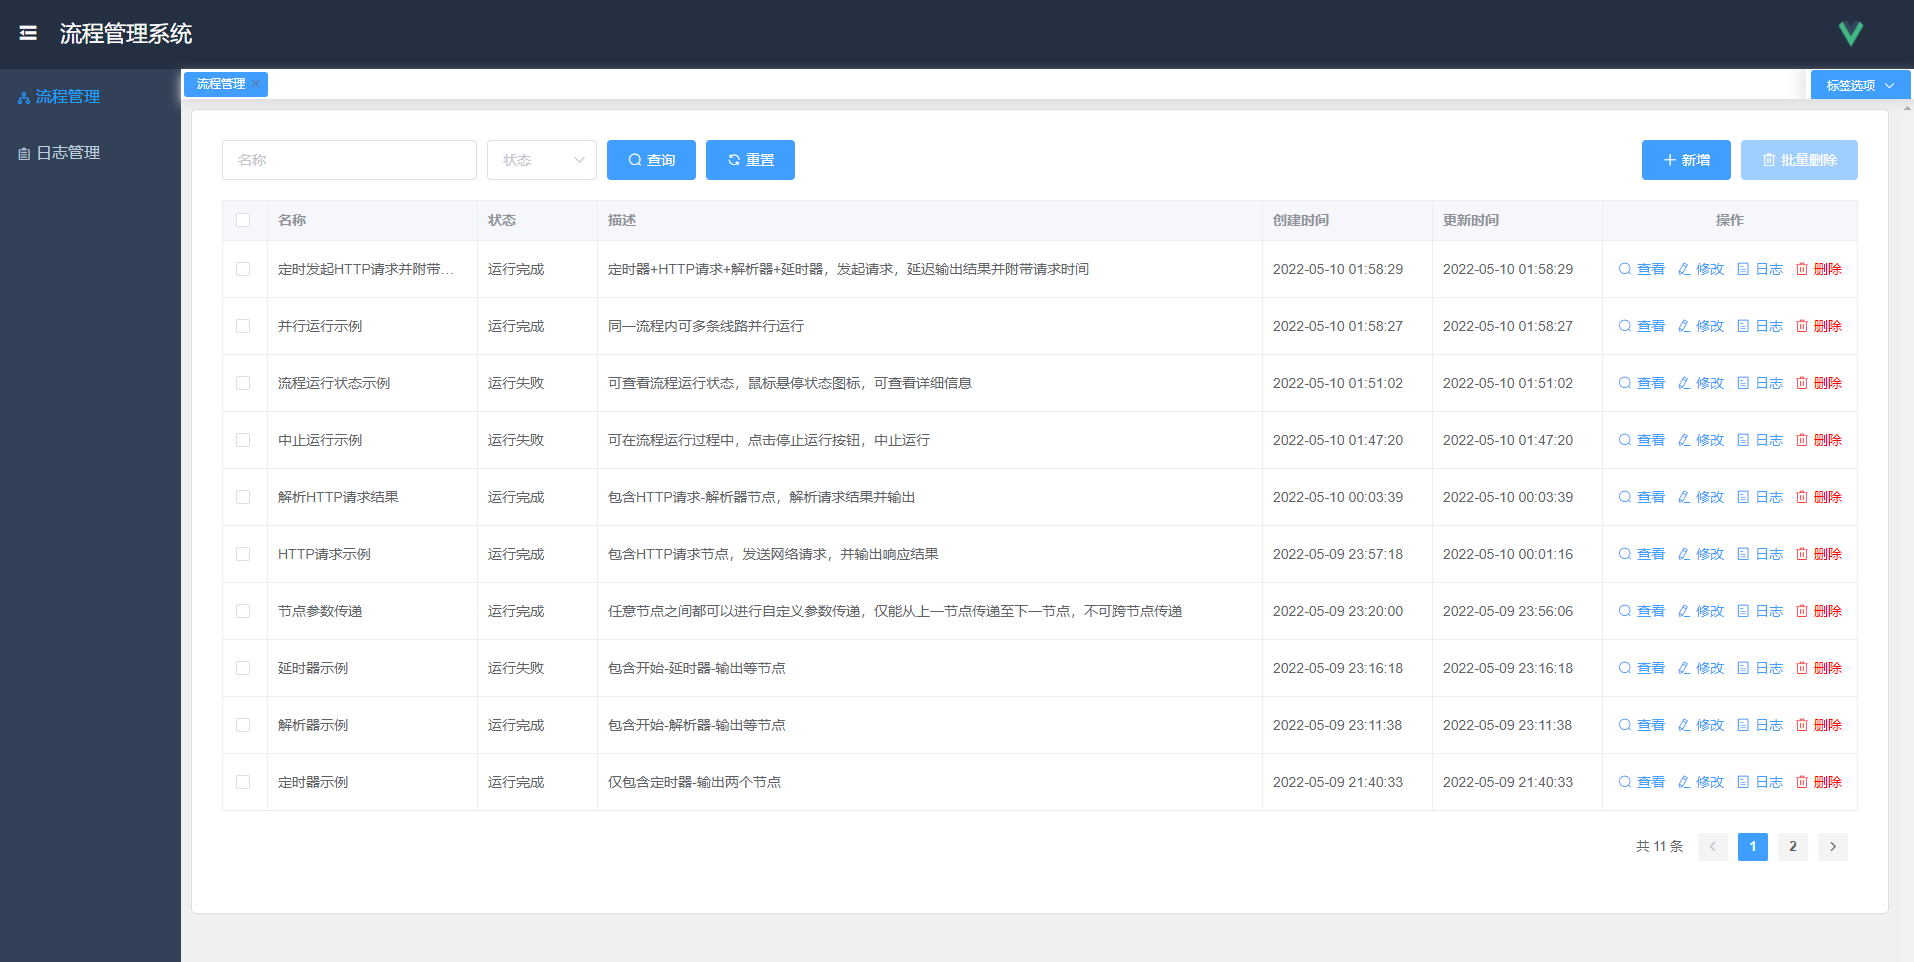 流程管理系统
流程管理
日志管理
流程管理
标签选项
名称 状态 查询 重置 新增 批量删除
名称 状态 描述 创建时间 更新时间 操作
定时发起HTTP请求并附带... 运行完成 定时器+HTTP请求+解析器+延时器，发起请求，延迟输出结果并附带请求时间 2022-05-10 01:58:29 2022-05-10 01:58:29 查看 修改 日志 删除
并行运行示例 运行完成 同一流程内可多条线路并行运行 2022-05-10 01:58:27 2022-05-10 01:58:27 查看 修改 日志 删除
流程运行状态示例 运行失败 可查看流程运行状态，鼠标悬停状态图标，可查看详细信息 2022-05-10 01:51:02 2022-05-10 01:51:02 查看 修改 日志 删除
中止运行示例 运行失败 可在流程运行过程中，点击停止运行按钮，中止运行 2022-05-10 01:47:20 2022-05-10 01:47:20 查看 修改 日志 删除
解析HTTP请求结果 运行完成 包含HTTP请求-解析器节点，解析请求结果并输出 2022-05-10 00:03:39 2022-05-10 00:03:39 查看 修改 日志 删除
HTTP请求示例 运行完成 包含HTTP请求节点，发送网络请求，并输出响应结果 2022-05-09 23:57:18 2022-05-10 00:01:16 查看 修改 日志 删除
节点参数传递 运行完成 任意节点之间都可以进行自定义参数传递，仅能从上一节点传递至下一节点，不可跨节点传递 2022-05-09 23:20:00 2022-05-09 23:56:06 查看 修改 日志 删除
延时器示例 运行失败 包含开始-延时器-输出等节点 2022-05-09 23:16:18 2022-05-09 23:16:18 查看 修改 日志 删除
解析器示例 运行完成 包含开始-解析器-输出等节点 2022-05-09 23:11:38 2022-05-09 23:11:38 查看 修改 日志 删除
定时器示例 运行完成 仅包含定时器-输出两个节点 2022-05-09 21:40:33 2022-05-09 21:40:33 查看 修改 日志 删除
共 11 条 1 2